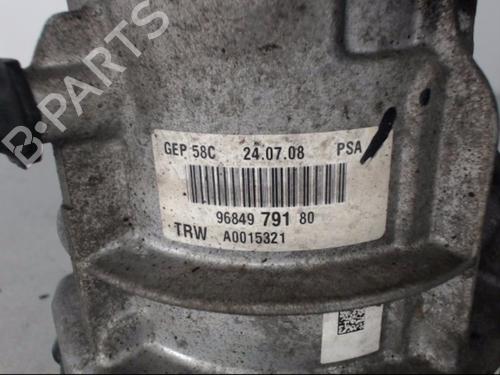 B-PARTS
GEP 58C 24.07.08 PSA
96849 791 80
TRW A0015321